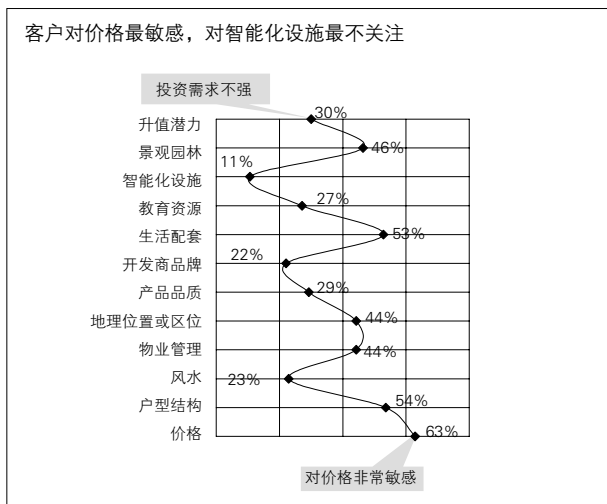 客户对价格最敏感，对智能化设施最不关注
投资需求不强
升值潜力 30%
景观园林 46%
智能化设施 11%
教育资源 27%
生活配套 53%
开发商品牌 22%
产品品质 29%
地理位置或区位 44%
物业管理 44%
风水 23%
户型结构 54%
价格 63%
对价格非常敏感